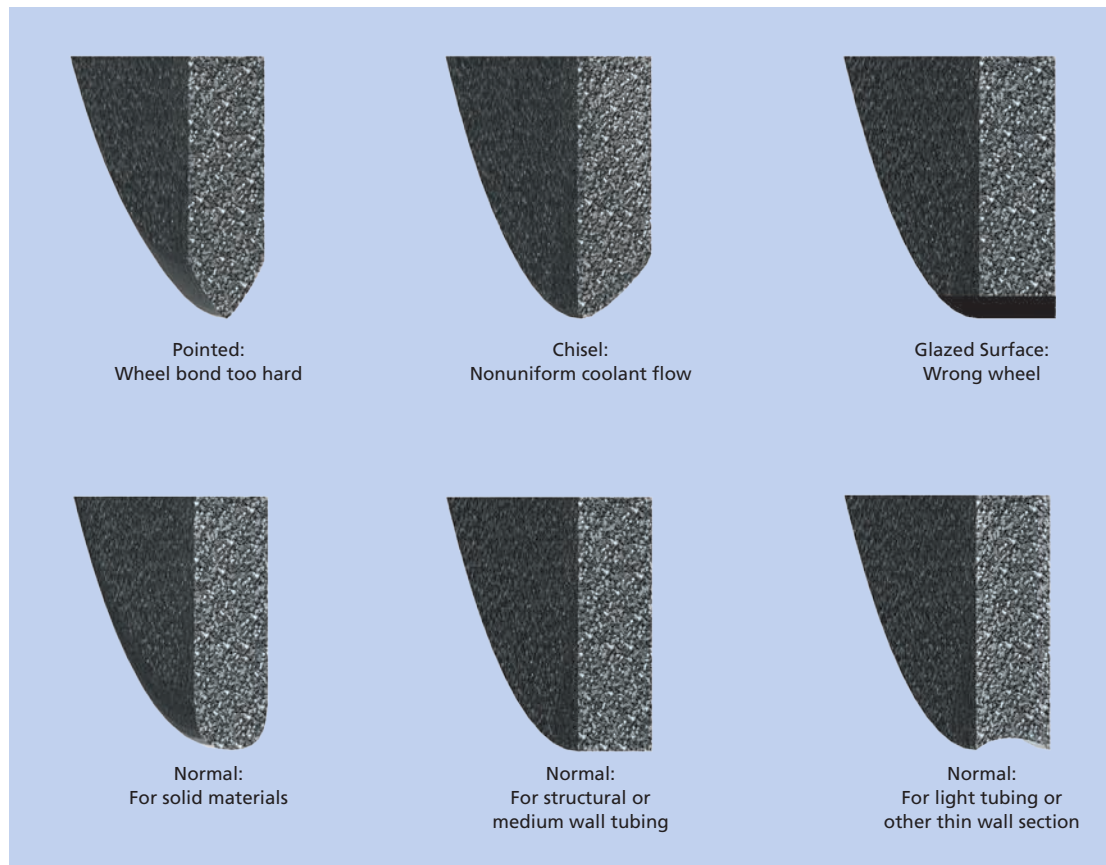 Pointed:
Wheel bond too hard
Chisel:
Nonuniform coolant flow
Glazed Surface:
Wrong wheel
Normal:
For solid materials
Normal:
For structural or
medium wall tubing
Normal:
For light tubing or
other thin wall section